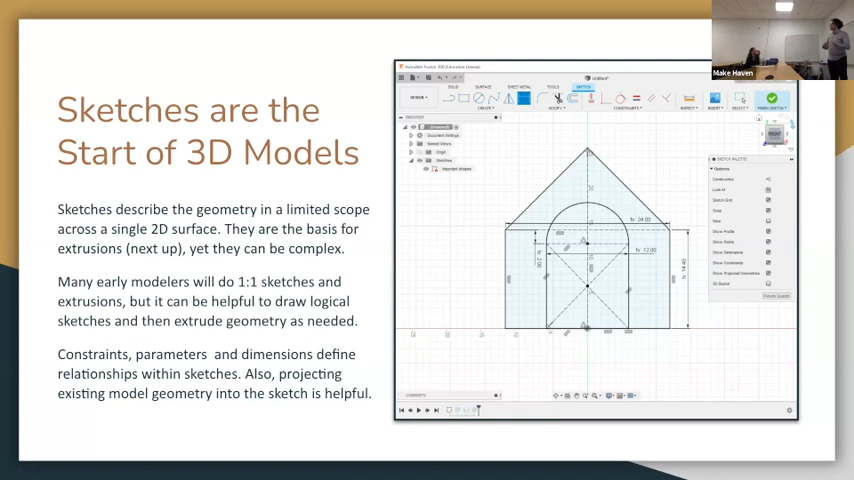 Make Haven
Sketches are the
Start of 3D Models
Sketches describe the geometry in a limited scope
across a single 2D surface. They are the basis for
extrusions (next up), yet they can be complex.
Many early modelers will do 1:1 sketches and
extrusions, but it can be helpful to draw logical
sketches and then extrude geometry as needed.
Constraints, parameters and dimensions define
relationships within sketches. Also, projecting
existing model geometry into the sketch is helpful.
Autodesk Fusion 360 (Education License)
SOLID SURFACE SHEET METAL TOOLS SKETCH
DESIGN
CREATE MODIFY CONSTRAINTS INSPECT INSERT SELECT FINISH SKETCH
BROWSER
Document Settings
Named Views
Origin
Sketches
important shapes
FRONT
SKETCH PALETTE
Options
Construction
Look At
Sketch Grid
Snap
Slice
Show Profile
Show Points
Show Dimensions
Show Constraints
Show Projected Geometries
3D Sketch
Finish Sketch
fx: 24.00
fx: 12.00
fx: 2.00
fx: 14.40
COMMENTS